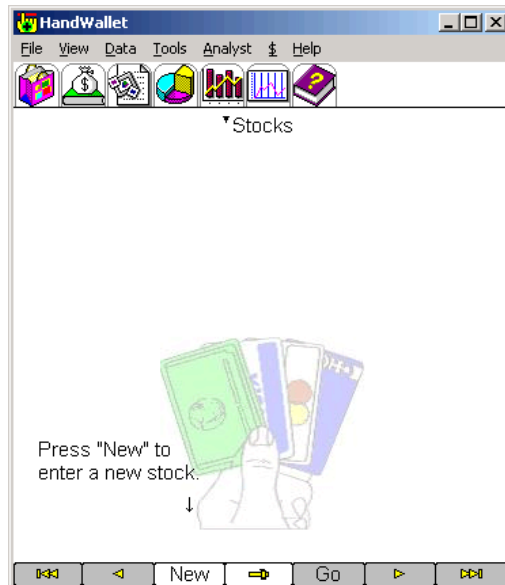 HandWallet
File View Data Tools Analyst $ Help
Stocks
Press "New" to
enter a new stock.
New Go